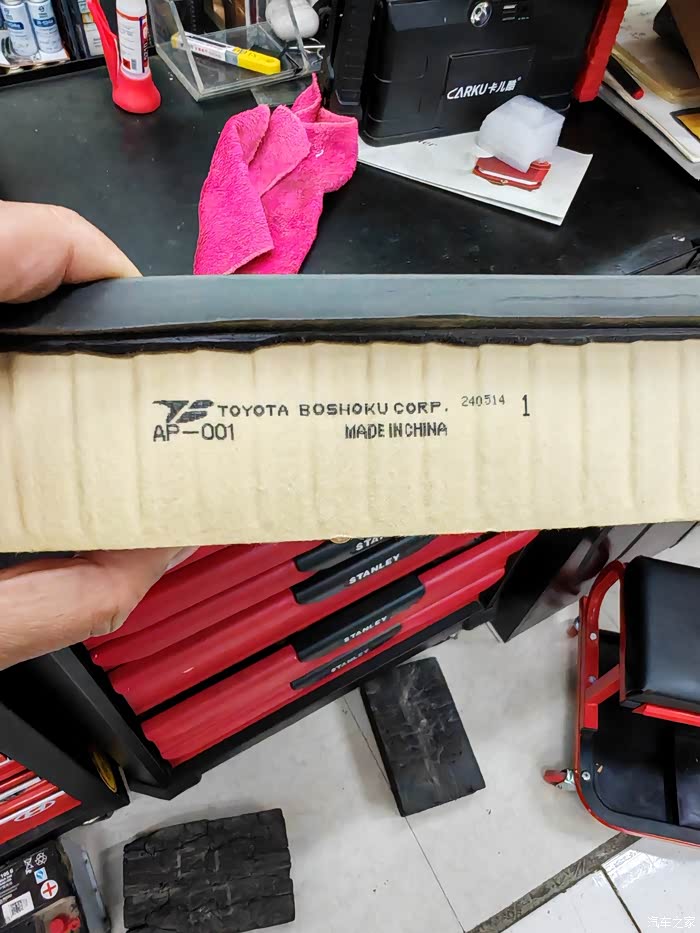 CARKU卡儿酷
TOYOTA BOSHOKU CORP. 240514 1
AP-001 MADE IN CHINA
STANLEY
STANLEY
STANLEY
汽车之家